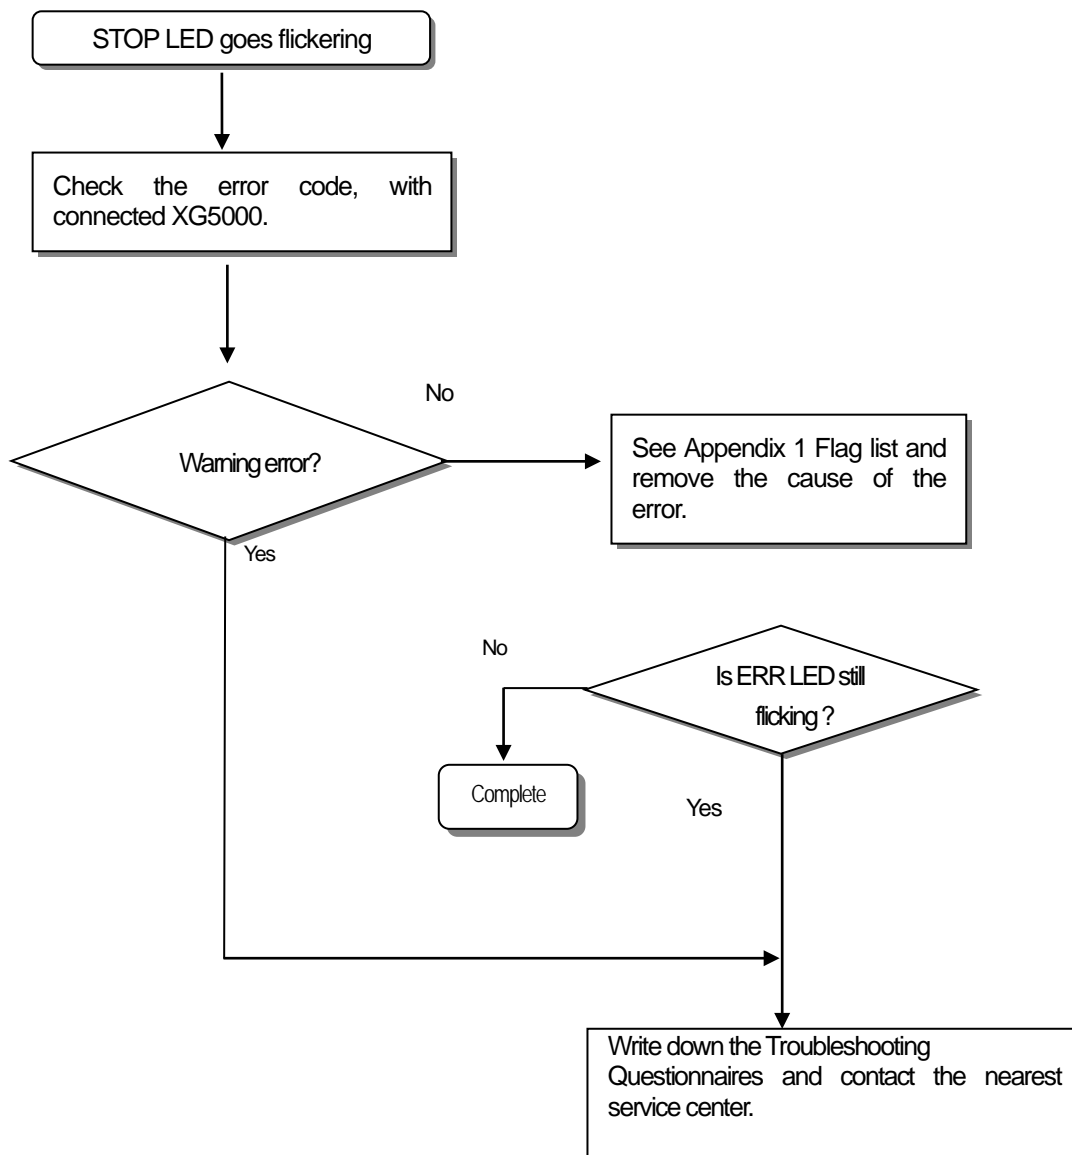 STOP LED goes flickering
Check the error code, with
connected XG5000.
No
Warning error?
See Appendix 1 Flag list and
remove the cause of the
error.
Yes
No
Is ERR LED still
flicking ?
Complete
Yes
Write down the Troubleshooting
Questionnaires and contact the nearest
service center.